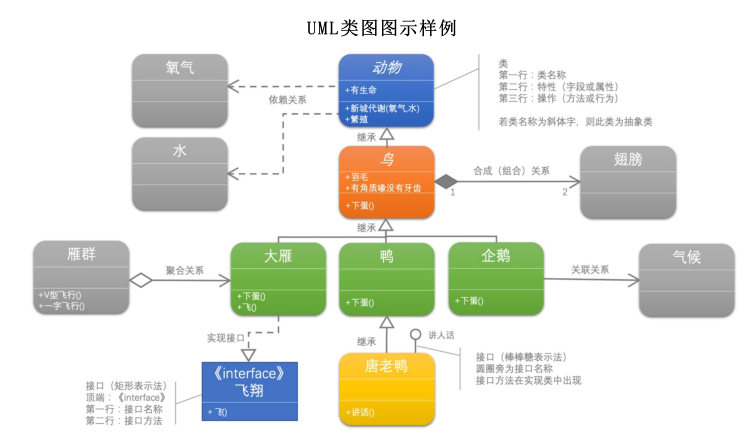 UML类图图示样例
氧气
动物
+有生命
+新城代谢(氧气,水)
+繁殖
类
第一行：类名称
第二行：特性（字段或属性）
第三行：操作（方法或行为）
若类名称为斜体字，则此类为抽象类
依赖关系
水
继承
鸟
+羽毛
+有角质喙没有牙齿
+下蛋()
合成（组合）关系
1
2
翅膀
继承
雁群
+V型飞行()
+一字飞行()
聚合关系
大雁
+下蛋()
+飞()
鸭
+下蛋()
企鹅
+下蛋()
关联关系
气候
实现接口
继承
讲人话
《interface》
飞翔
+飞()
接口（矩形表示法）
顶端：《interface》
第一行：接口名称
第二行：接口方法
唐老鸭
+讲话()
接口（棒棒糖表示法）
圆圈旁为接口名称
接口方法在实现类中出现